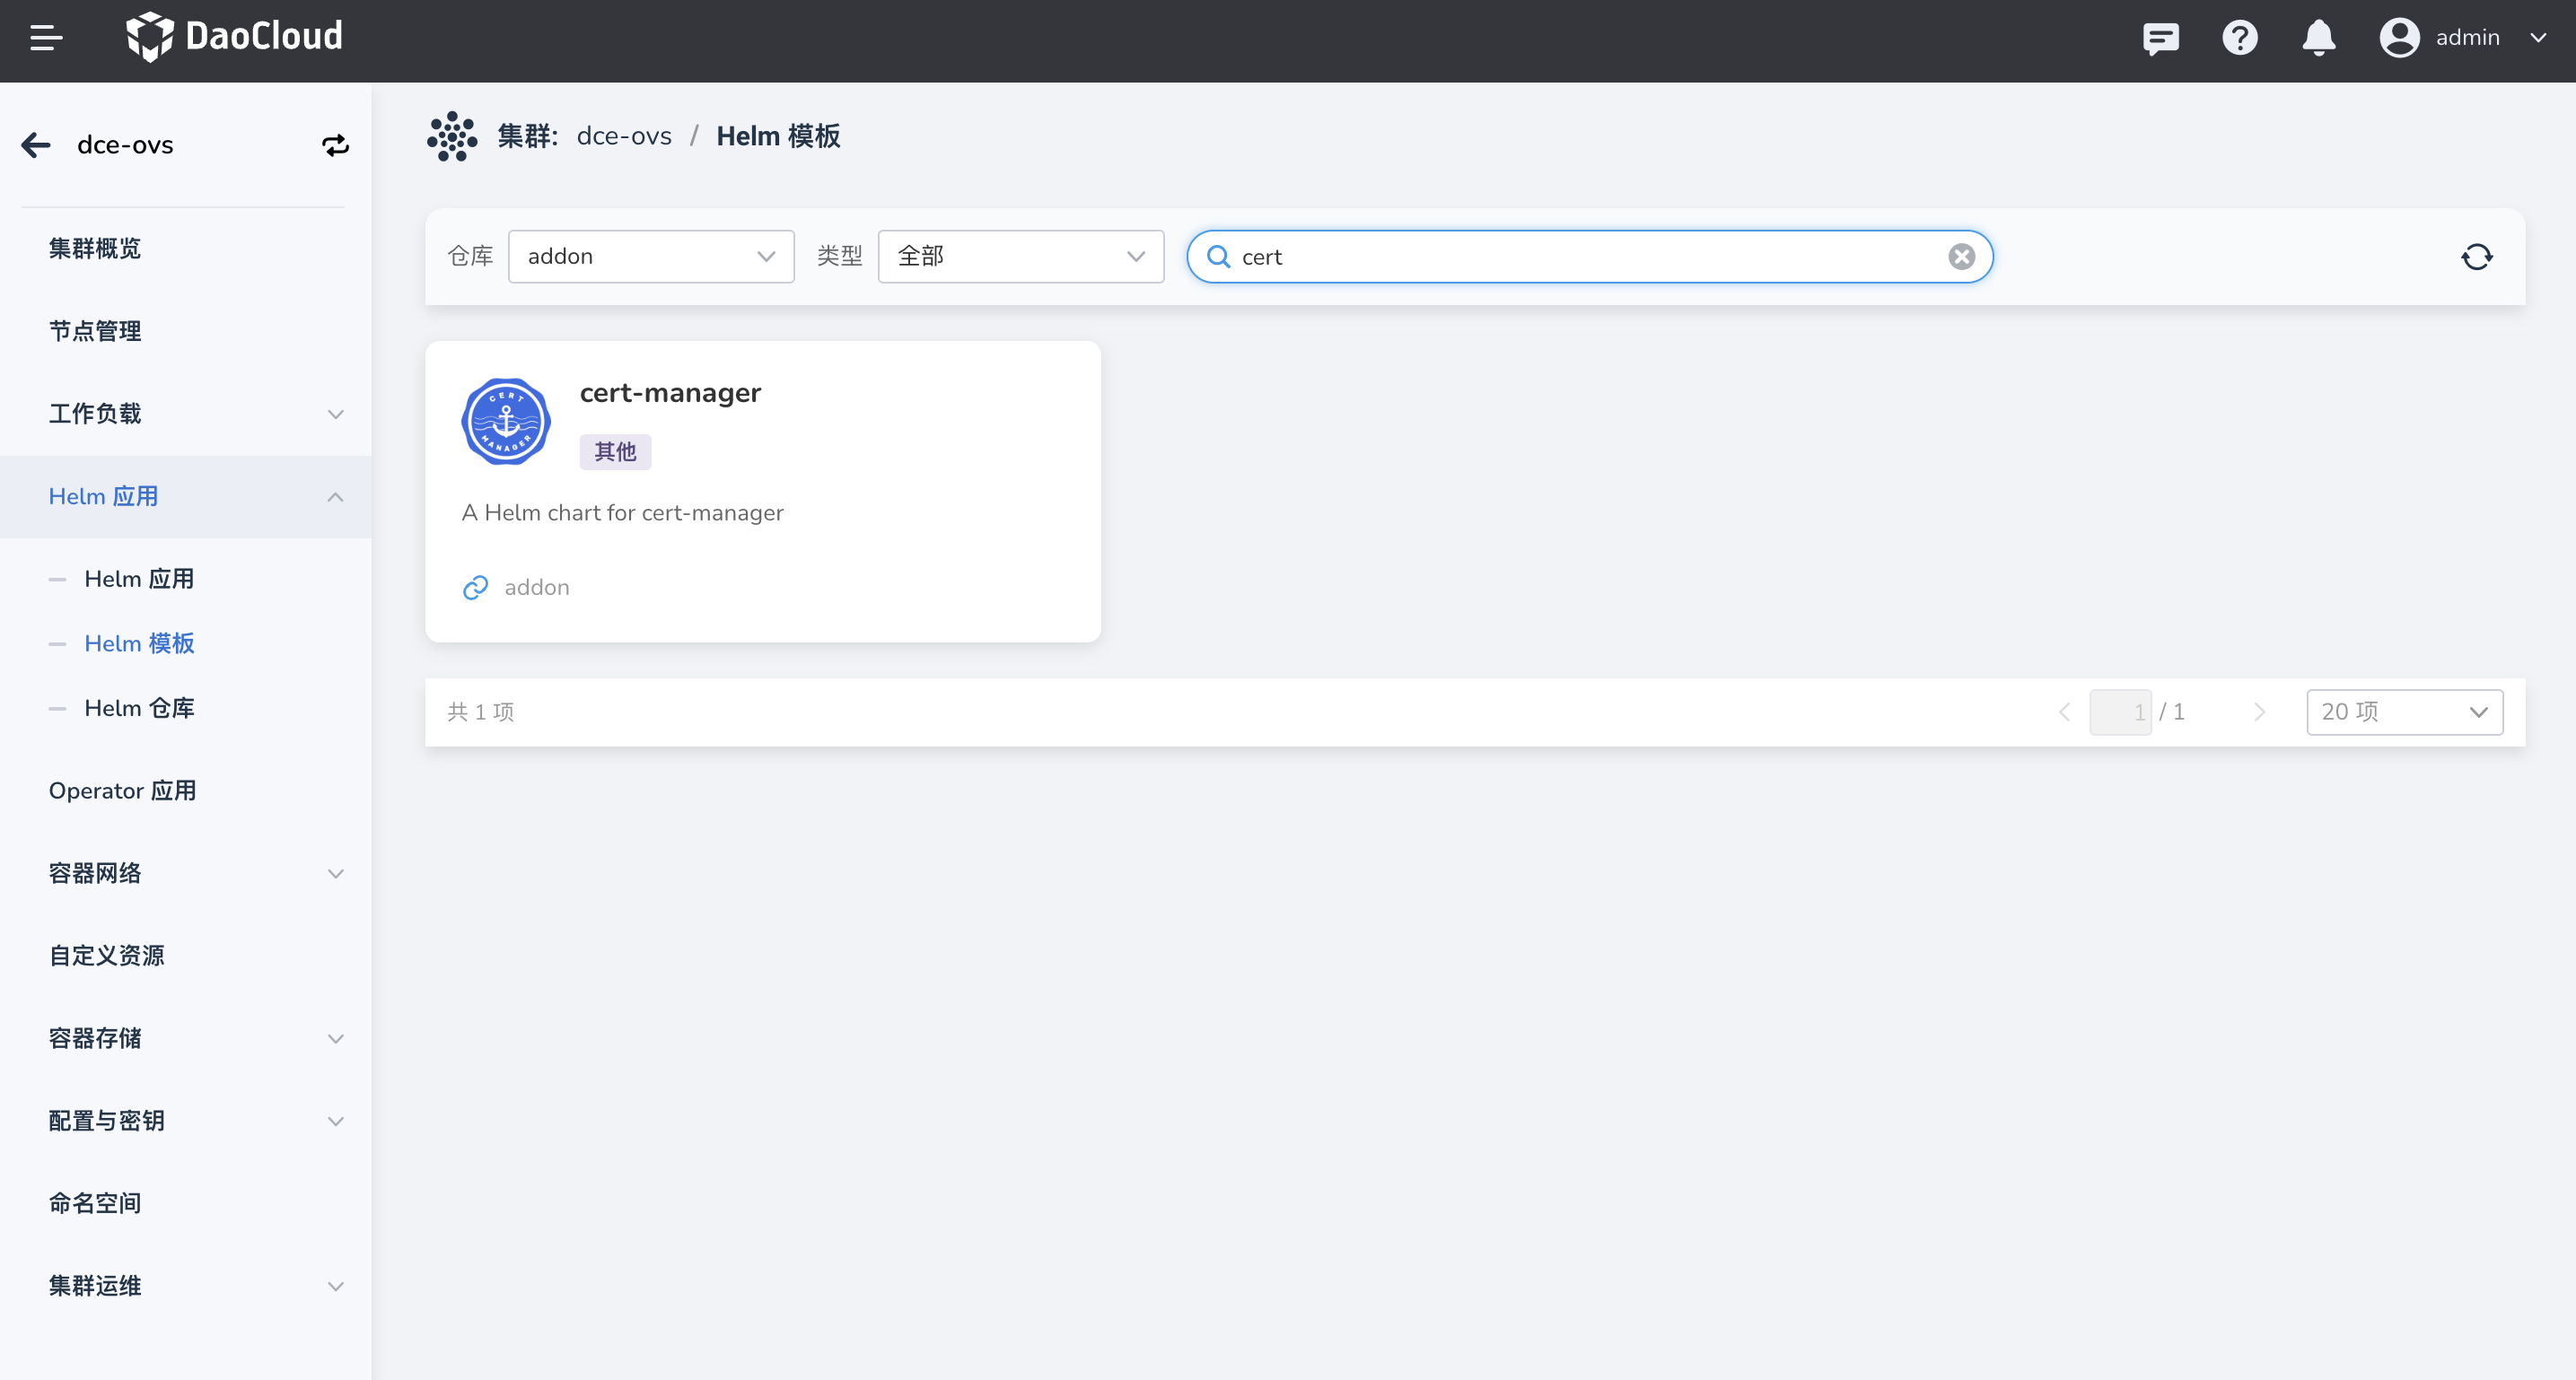 DaoCloud
admin
dce-ovs
集群概览
节点管理
工作负载
Helm 应用
Helm 应用
Helm 模板
Helm 仓库
Operator 应用
容器网络
自定义资源
容器存储
配置与密钥
命名空间
集群运维
集群: dce-ovs / Helm 模板
仓库 addon 类型 全部 cert
CERT
MANAGER
cert-manager
其他
A Helm chart for cert-manager
addon
共 1 项
1 / 1
20 项